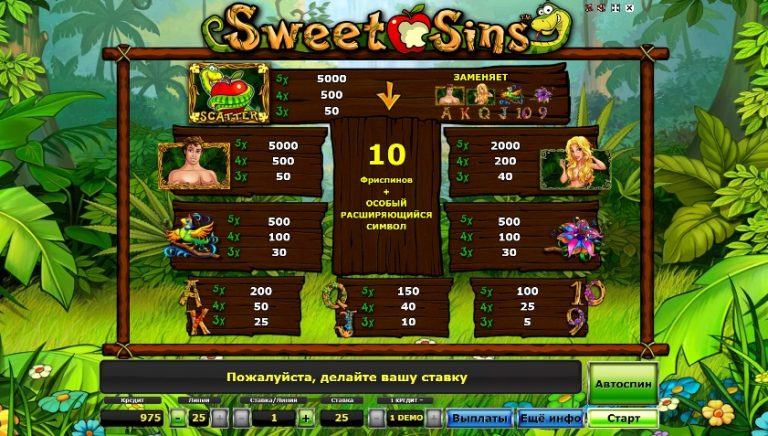 Sweet Sins™
SCATTER
5X 5000
4X 500
3X 50
ЗАМЕНЯЕТ
A K Q J 10 9
5X 5000
4X 500
3X 50
10
Фриспинов
+
ОСОБЫЙ
РАСШИРЯЮЩИЙСЯ
СИМВОЛ
5X 2000
4X 200
3X 40
5X 500
4X 100
3X 30
5X 500
4X 100
3X 30
A K
5X 200
4X 50
3X 25
Q J
5X 150
4X 40
3X 10
5X 100
4X 25
3X 5
10 9
Пожалуйста, делайте вашу ставку
Автоспин
Кредит Линии Ставка/Линия Ставка 1 КРЕДИТ =
975 - 25 1 + 25 1 DEMO Выплаты Ещё инфо Старт